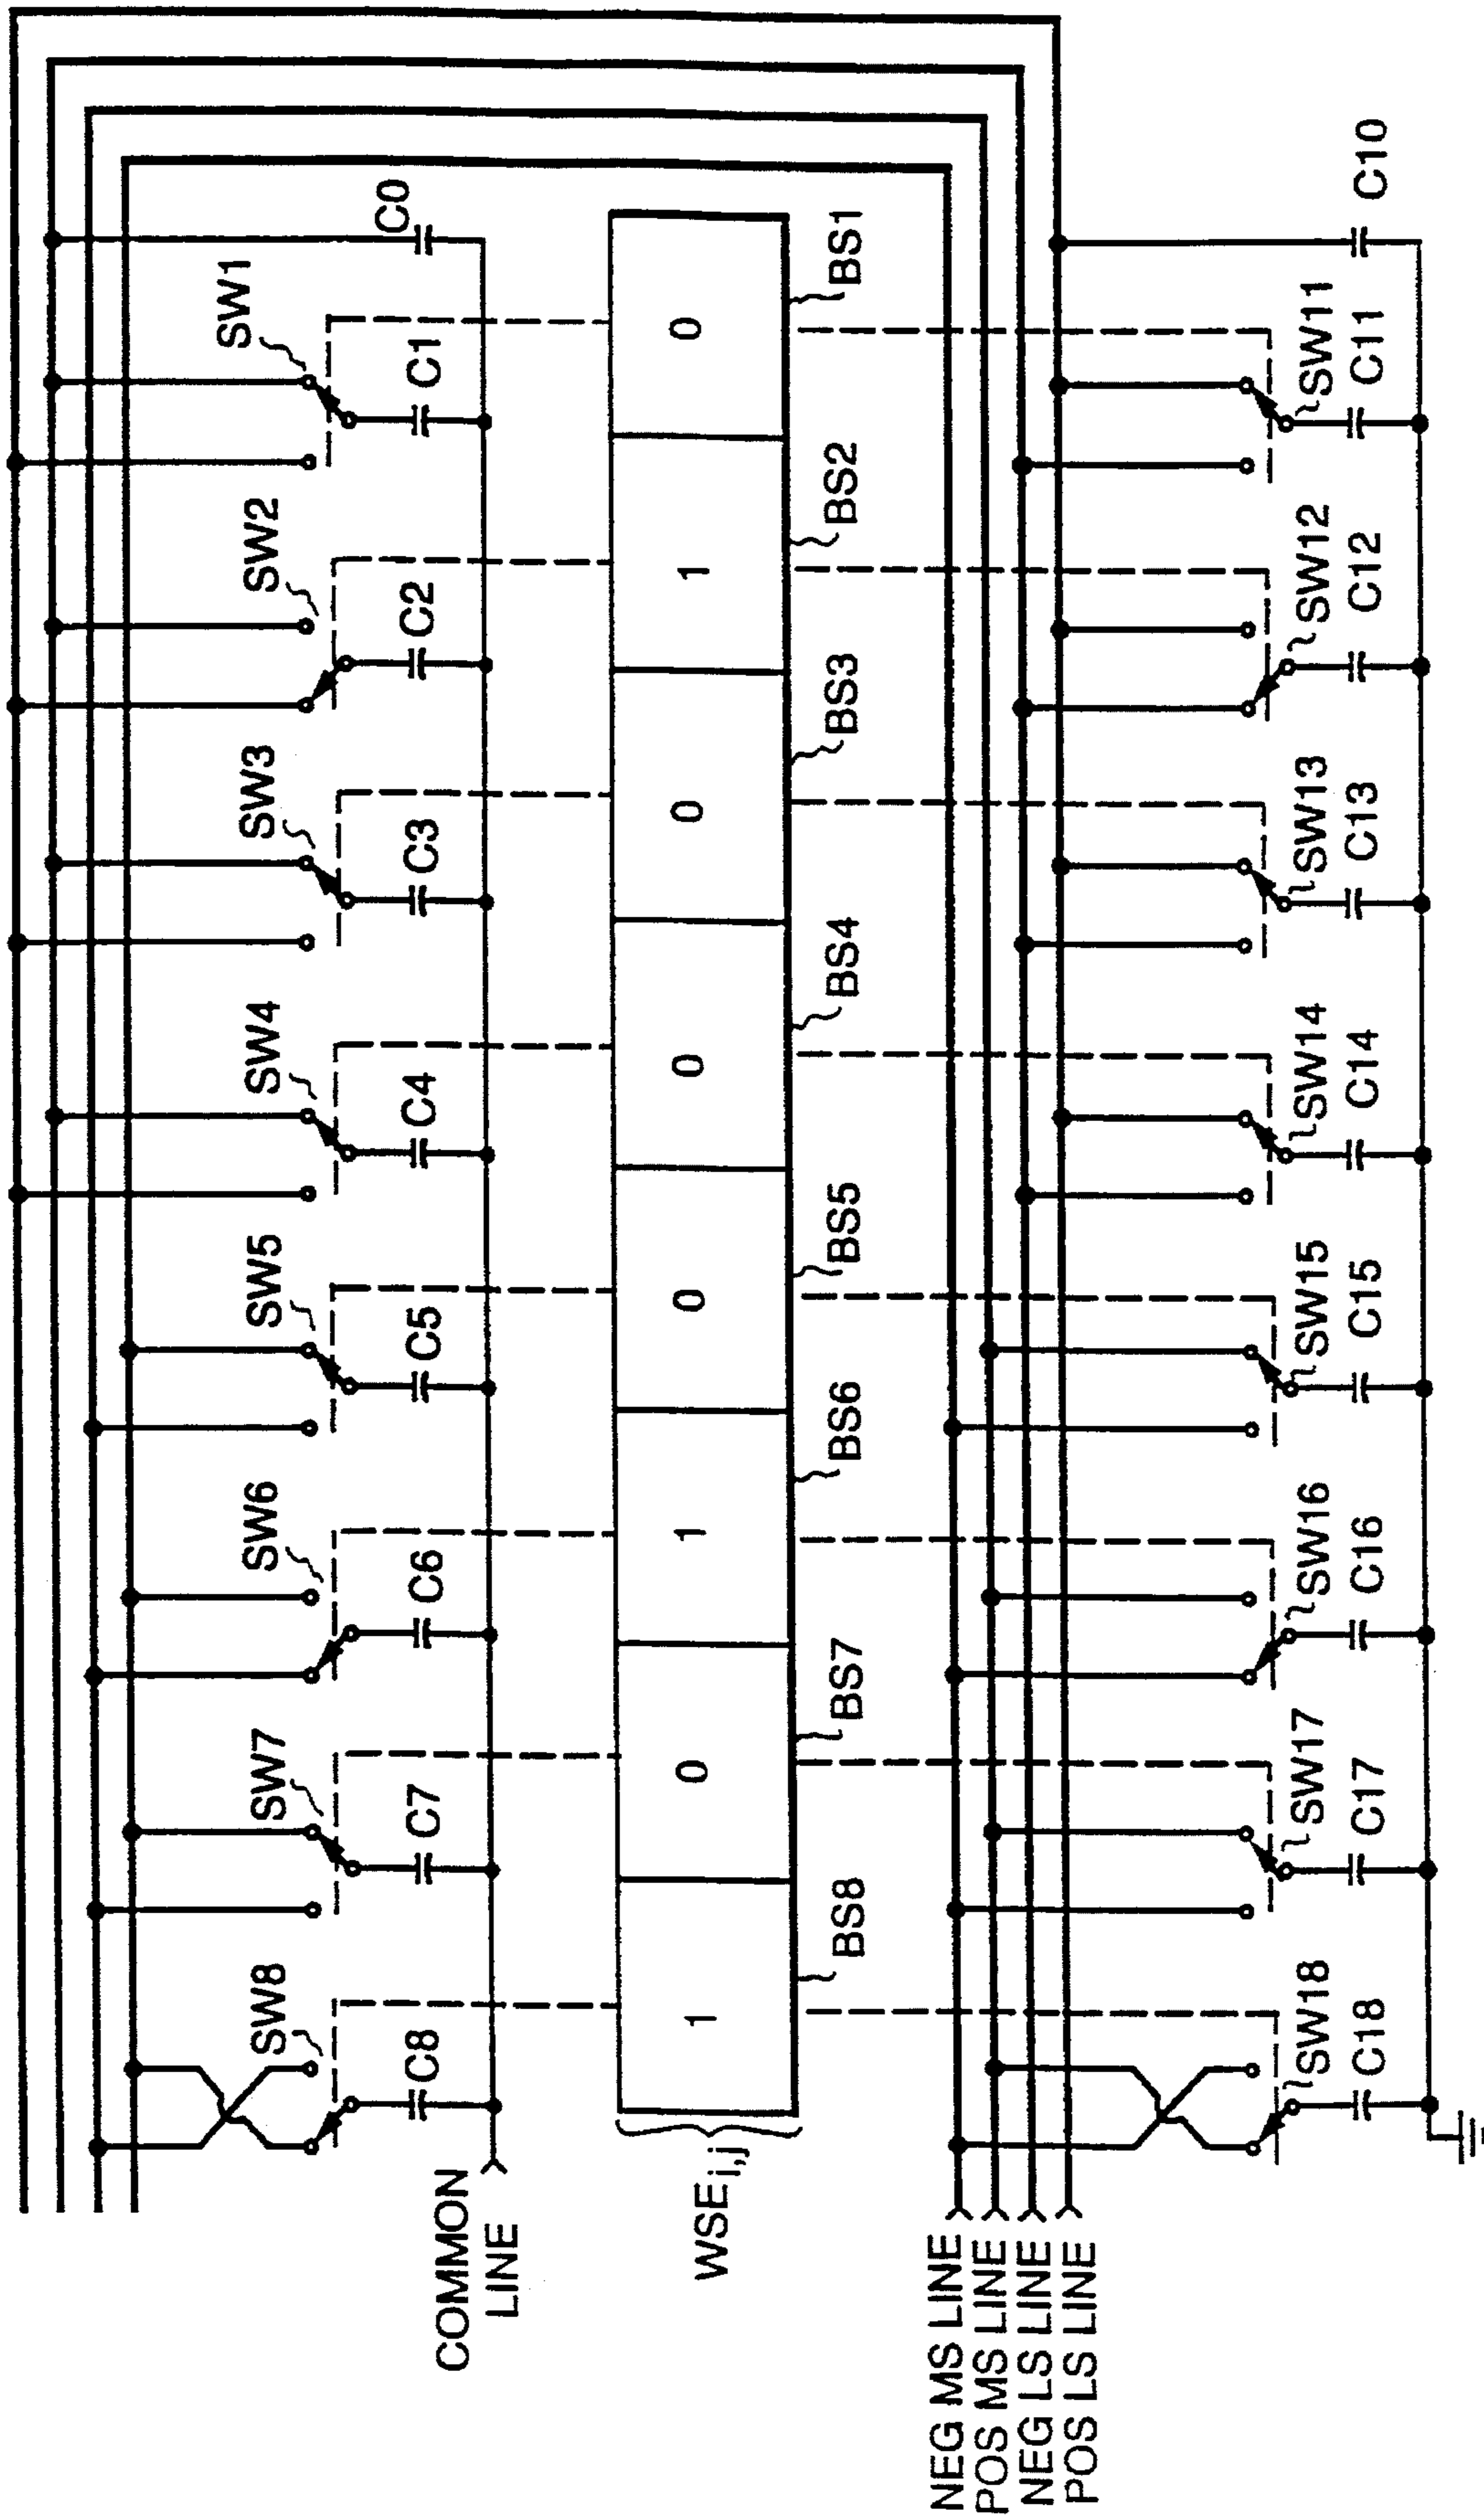 C0
SW1
C1
SW2
C2
SW3
C3
SW4
C4
SW5
C5
SW6
C6
SW7
C7
SW8
C8
COMMON
LINE
0
BS1
1
BS2
0
BS3
0
BS4
0
BS5
1
BS6
0
BS7
1
BS8
WSEi,j
NEG MS LINE
POS MS LINE
NEG LS LINE
POS LS LINE
C10
SW11
C11
SW12
C12
SW13
C13
SW14
C14
SW15
C15
SW16
C16
SW17
C17
SW18
C18